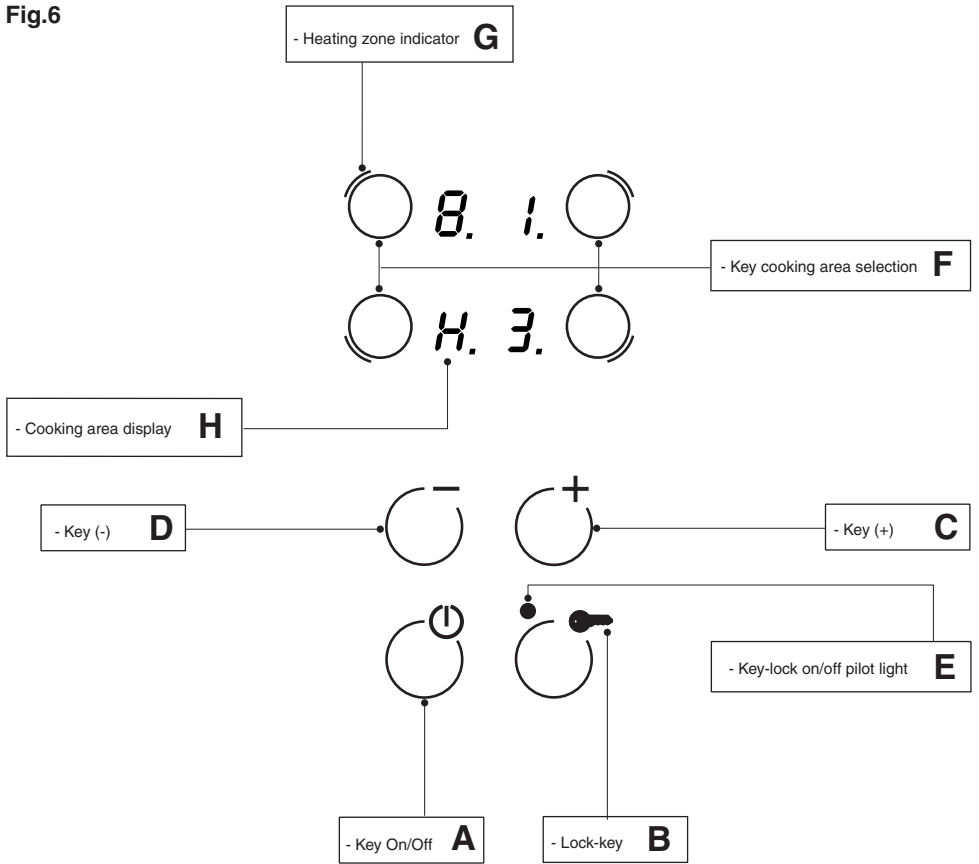 Fig.6
- Heating zone indicator G
8. 1.
- Key cooking area selection F
H. 3.
- Cooking area display H
- Key (-) D
- +
- Key (+) C
- Key-lock on/off pilot light E
- Key On/Off A
- Lock-key B